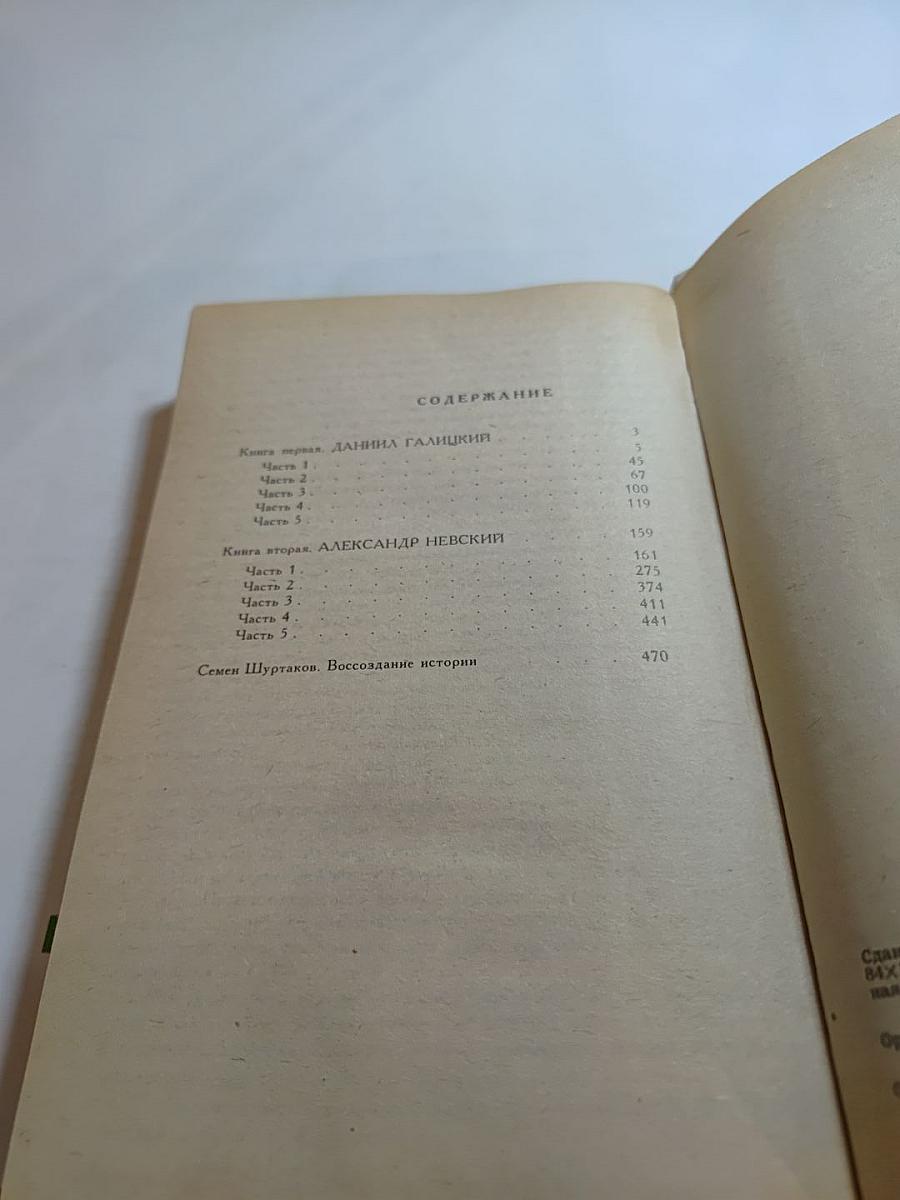 СОДЕРЖАНИЕ
Книга первая. ДАНИИЛ ГАЛИЦКИЙ . . . . . . 3
Часть 1 . . . . . . . . . . . . 5
Часть 2 . . . . . . . . . . . . 45
Часть 3 . . . . . . . . . . . . 67
Часть 4 . . . . . . . . . . . . 100
Часть 5 . . . . . . . . . . . . 119
Книга вторая. АЛЕКСАНДР НЕВСКИЙ . . . . . . 159
Часть 1 . . . . . . . . . . . . 161
Часть 2 . . . . . . . . . . . . 275
Часть 3 . . . . . . . . . . . . 374
Часть 4 . . . . . . . . . . . . 411
Часть 5 . . . . . . . . . . . . 441
Семен Шуртаков. Воссоздание истории . . . . 470
84Х